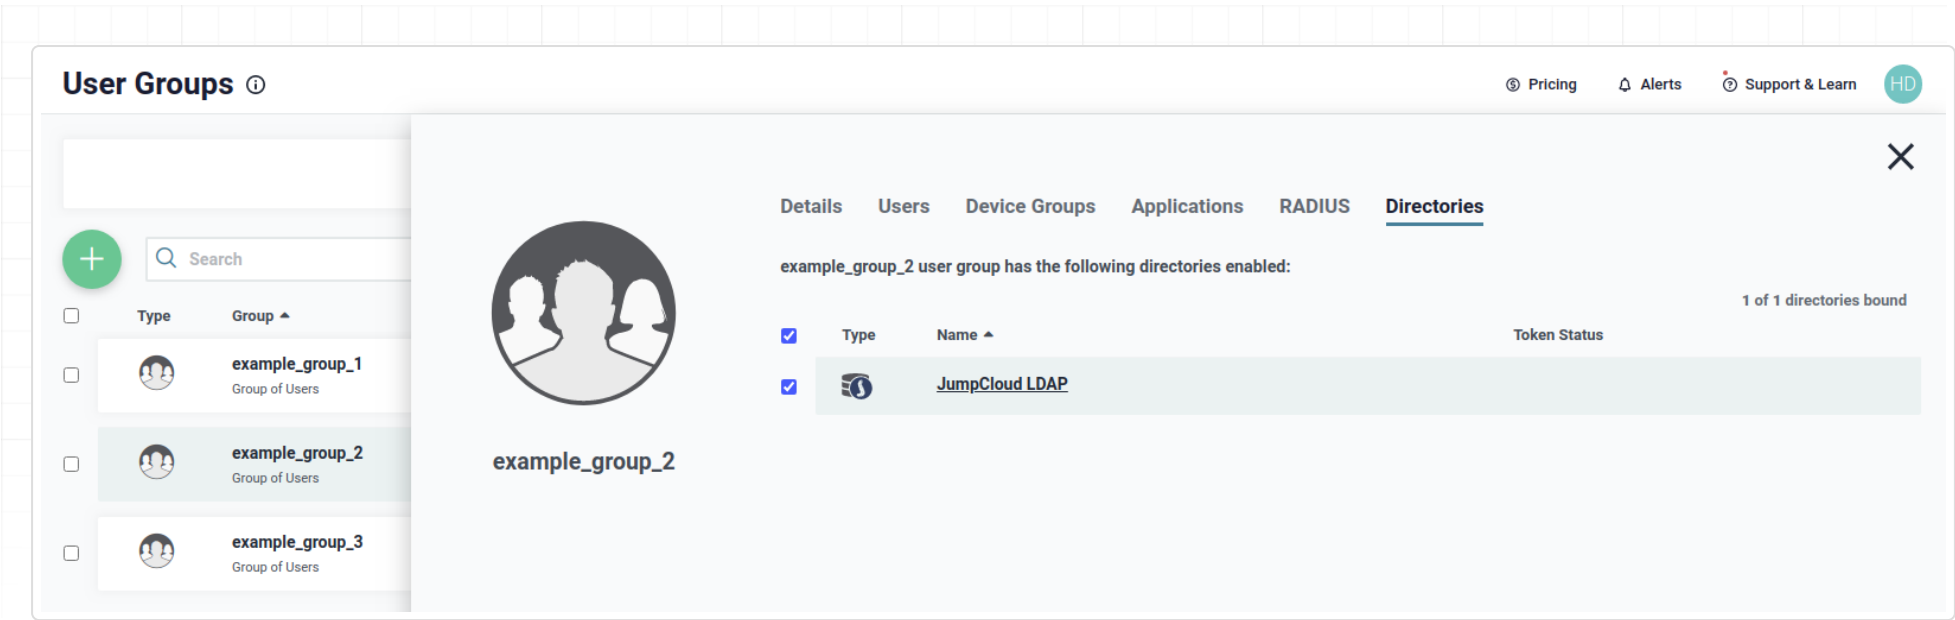 User Groups
Pricing Alerts Support & Learn HD
Details Users Device Groups Applications RADIUS Directories
Search
example_group_2 user group has the following directories enabled:
1 of 1 directories bound
Type Group
Type Name Token Status
example_group_1
Group of Users
JumpCloud LDAP
example_group_2
Group of Users
example_group_2
example_group_3
Group of Users